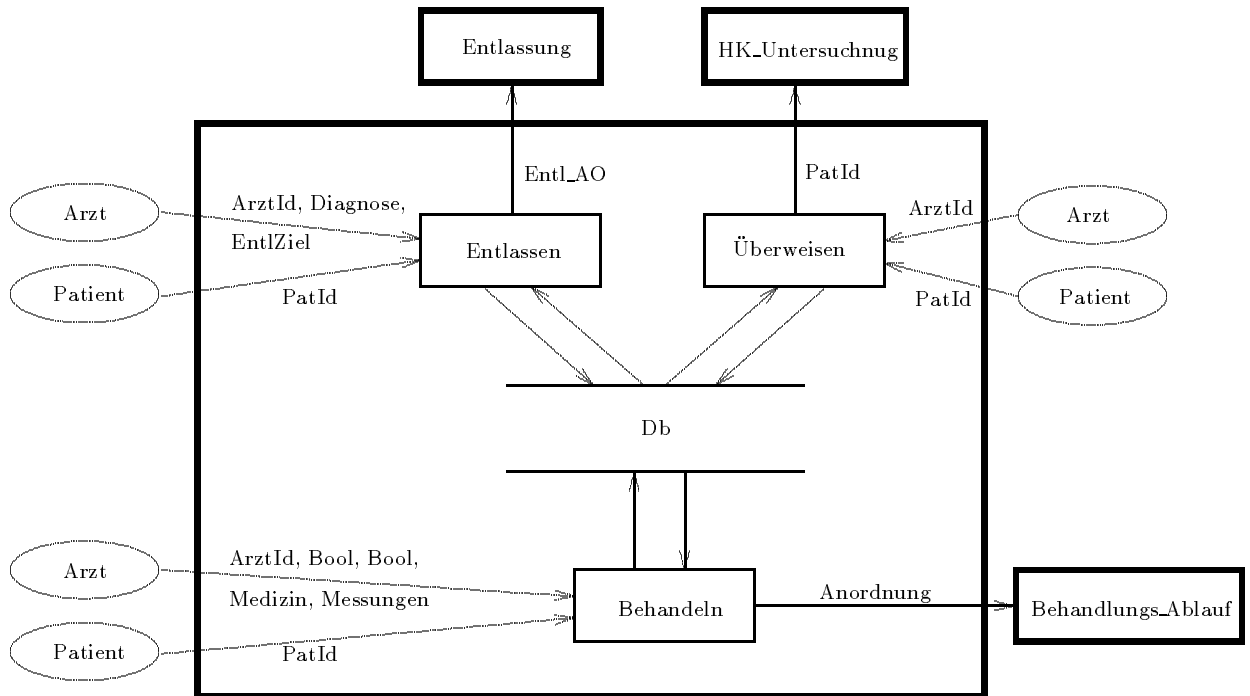 Entlassung
HK_Untersuchnug
Entl_AO
PatId
Arzt
ArztId, Diagnose,
EntlZiel
Entlassen
Überweisen
ArztId
Arzt
Patient
PatId
PatId
Patient
Db
Arzt
ArztId, Bool, Bool,
Medizin, Messungen
Behandeln
Anordnung
Behandlungs_Ablauf
Patient
PatId